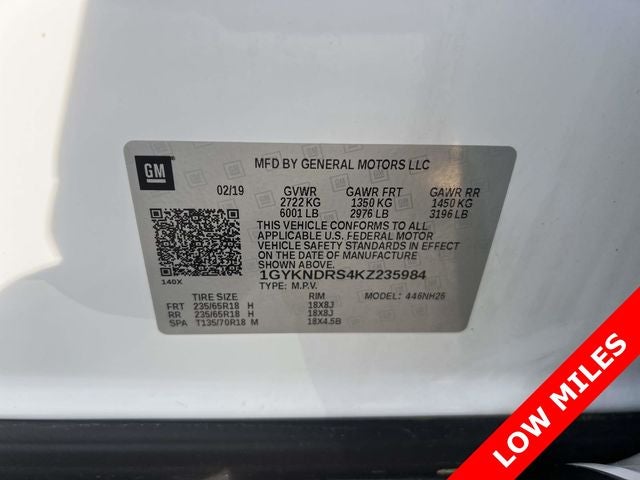 GM
MFD BY GENERAL MOTORS LLC
02/19 GVWR GAWR FRT GAWR RR
2722 KG 1350 KG 1450 KG
6001 LB 2976 LB 3196 LB
THIS VEHICLE CONFORMS TO ALL
APPLICABLE U.S. FEDERAL MOTOR
VEHICLE SAFETY STANDARDS IN EFFECT
ON THE DATE OF MANUFACTURE
SHOWN ABOVE.
140X
1GYKNDRS4KZ235984
TYPE: M.P.V.
TIRE SIZE RIM MODEL: 446NH26
FRT 235/65R18 H 18X8J
RR 235/65R18 H 18X8J
SPA T135/70R18 M 18X4.5B
LOW MILES